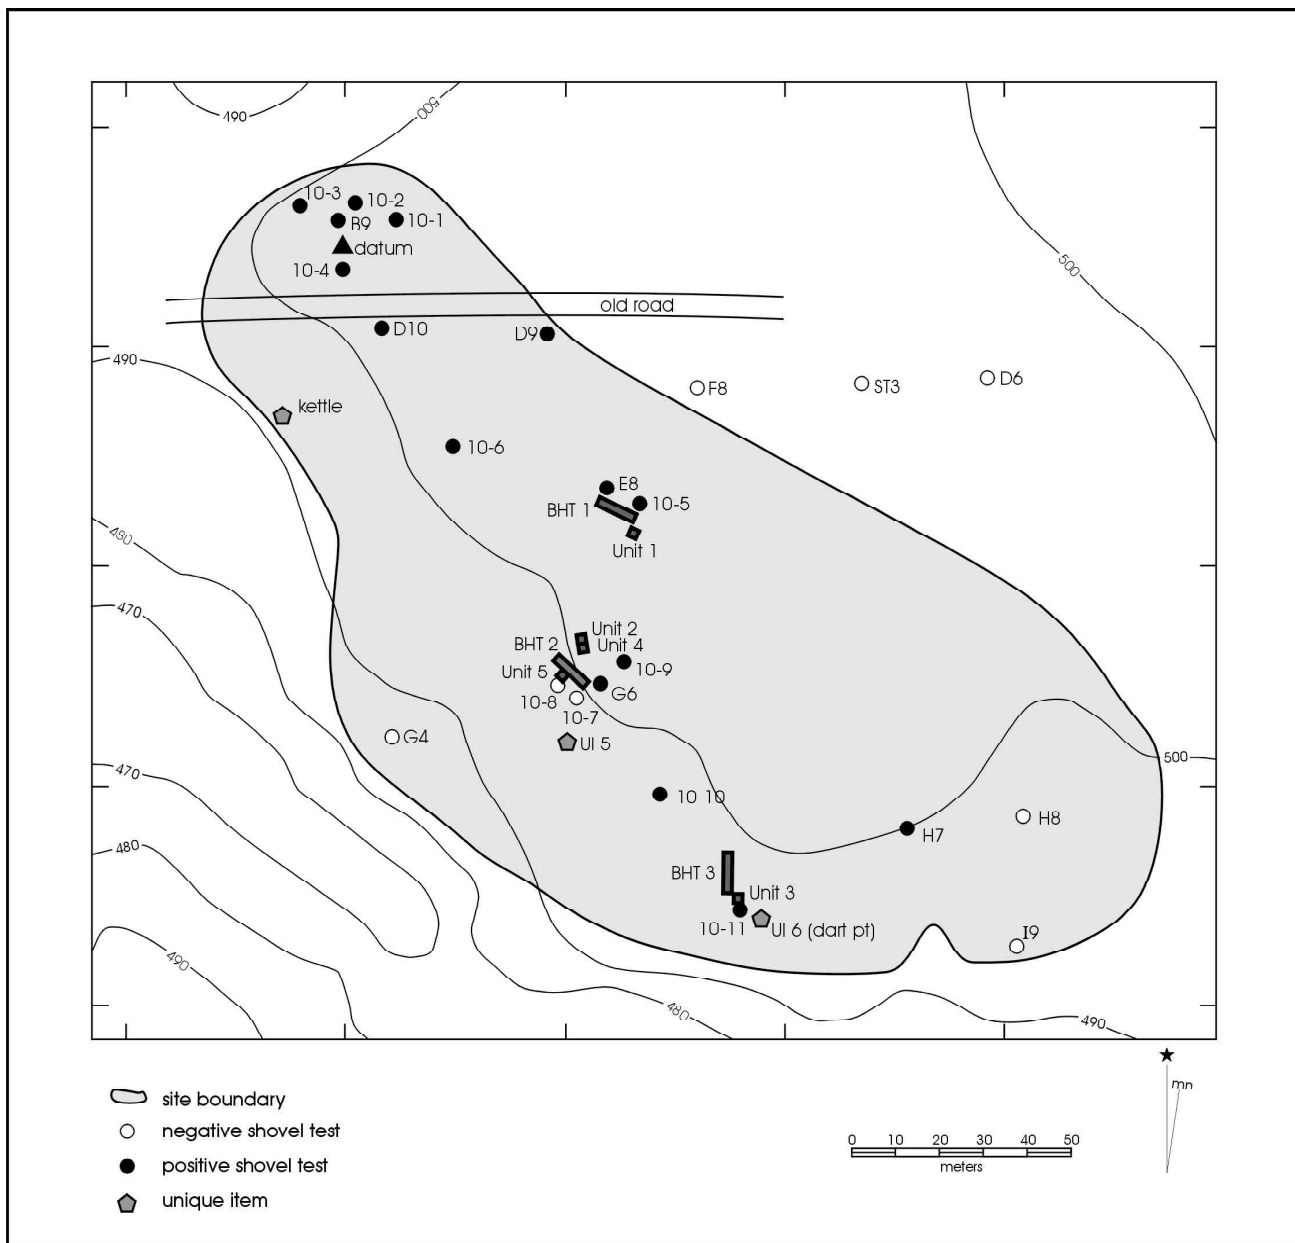 490
500
10-3
10-2
B9
10-1
datum
10-4
500
old road
D10
D9
490
F8
ST3
D6
kettle
10-6
E8
BHT 1
10-5
480
Unit 1
470
Unit 2
BHT 2
Unit 4
Unit 5
10-9
10-8
G6
10-7
G4
UI 5
500
470
10 10
H8
H7
480
BHT 3
Unit 3
10-11
UI 6 (dart pt)
I9
490
480
490
mn
site boundary
negative shovel test
positive shovel test
unique item
0 10 20 30 40 50
meters